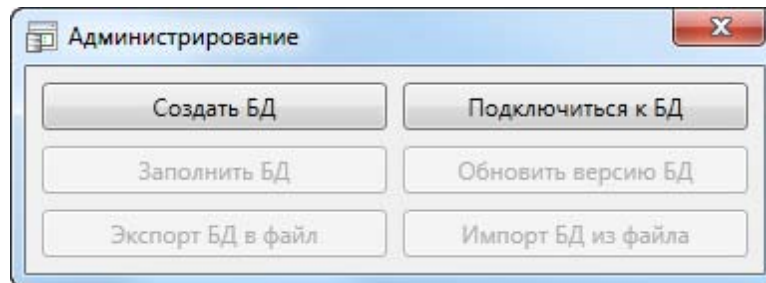 Администрирование
Создать БД
Подключиться к БД
Заполнить БД
Обновить версию БД
Экспорт БД в файл
Импорт БД из файла